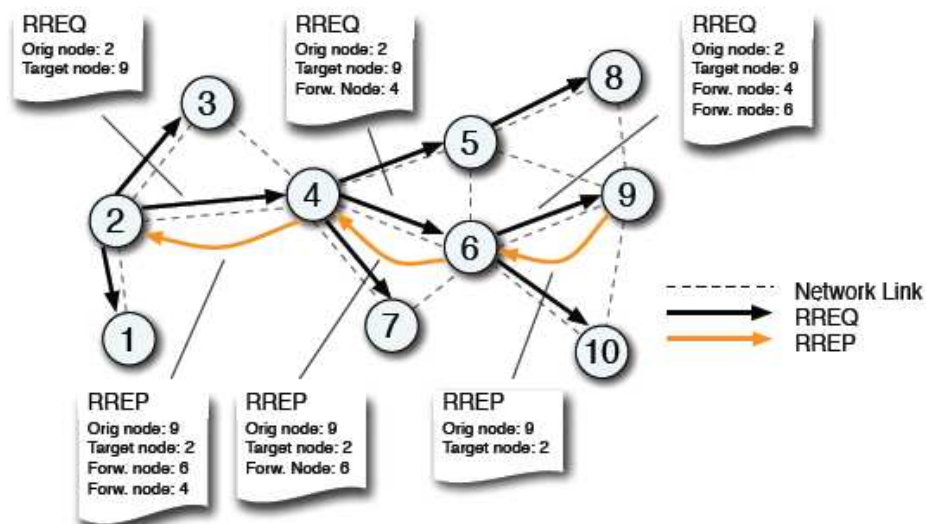 RREQ
Orig node: 2
Target node: 9
RREQ
Orig node: 2
Target node: 9
Forw. Node: 4
RREQ
Orig node: 2
Target node: 9
Forw. node: 4
Forw. node: 6
8
3
5
4
9
2
6
7
1
10
Network Link
RREQ
RREP
RREP
Orig node: 9
Target node: 2
Forw. node: 6
Forw. node: 4
RREP
Orig node: 9
Target node: 2
Forw. Node: 6
RREP
Orig node: 9
Target node: 2